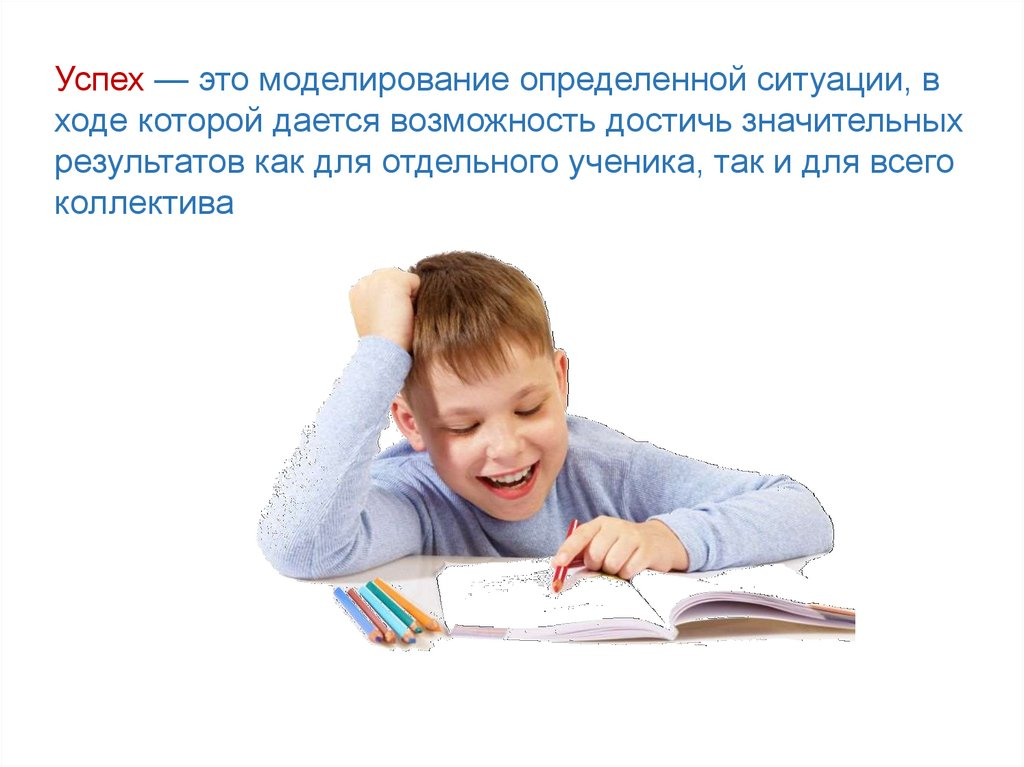 Успех — это моделирование определенной ситуации, в
ходе которой дается возможность достичь значительных
результатов как для отдельного ученика, так и для всего
коллектива